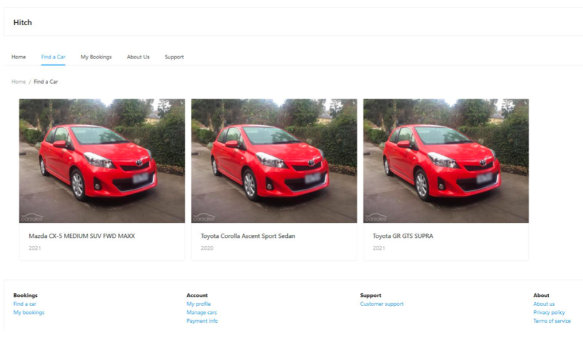 Hitch
Home Find a Car My Bookings About Us Support
Home / Find a Car
Mazda CX-5 MEDIUM SUV FWD MAXX
2021
Toyota Corolla Ascent Sport Sedan
2020
Toyota GR GTS SUPRA
2021
Bookings
Find a car
My bookings
Account
My profile
Manage cars
Payment info
Support
Customer support
About
About us
Privacy policy
Terms of service